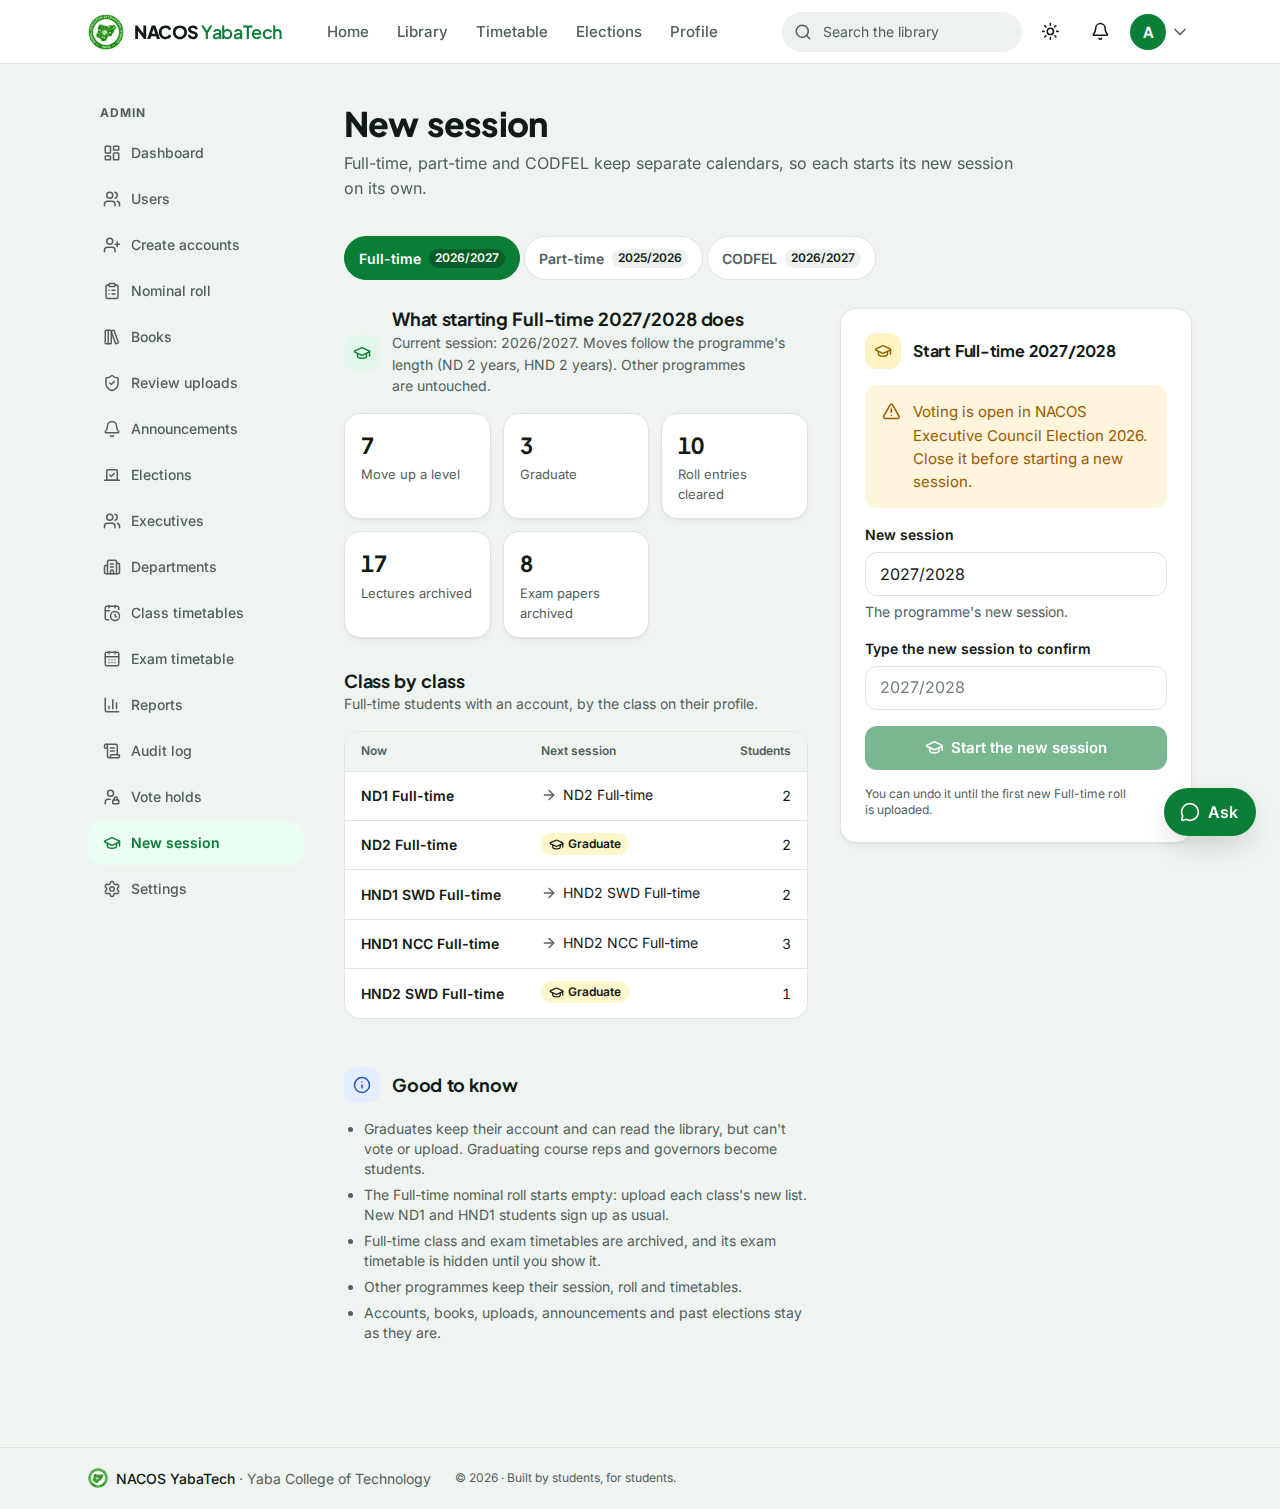 NACOS YabaTech
Home
Library
Timetable
Elections
Profile
Search the library
A
ADMIN
Dashboard
Users
Create accounts
Nominal roll
Books
Review uploads
Announcements
Elections
Executives
Departments
Class timetables
Exam timetable
Reports
Audit log
Vote holds
New session
Settings
New session
Full-time, part-time and CODFEL keep separate calendars, so each starts its new session
on its own.
Full-time 2026/2027
Part-time 2025/2026
CODFEL 2026/2027
What starting Full-time 2027/2028 does
Current session: 2026/2027. Moves follow the programme's
length (ND 2 years, HND 2 years). Other programmes
are untouched.
7
Move up a level
3
Graduate
10
Roll entries
cleared
17
Lectures archived
8
Exam papers
archived
Class by class
Full-time students with an account, by the class on their profile.
Now Next session Students
ND1 Full-time ND2 Full-time 2
ND2 Full-time Graduate 2
HND1 SWD Full-time HND2 SWD Full-time 2
HND1 NCC Full-time HND2 NCC Full-time 3
HND2 SWD Full-time Graduate 1
Good to know
Graduates keep their account and can read the library, but can't
vote or upload. Graduating course reps and governors become
students.
The Full-time nominal roll starts empty: upload each class's new list.
New ND1 and HND1 students sign up as usual.
Full-time class and exam timetables are archived, and its exam
timetable is hidden until you show it.
Other programmes keep their session, roll and timetables.
Accounts, books, uploads, announcements and past elections stay
as they are.
Start Full-time 2027/2028
Voting is open in NACOS
Executive Council Election 2026.
Close it before starting a new
session.
New session
2027/2028
The programme's new session.
Type the new session to confirm
2027/2028
Start the new session
You can undo it until the first new Full-time roll
is uploaded.
Ask
NACOS YabaTech · Yaba College of Technology
© 2026 · Built by students, for students.